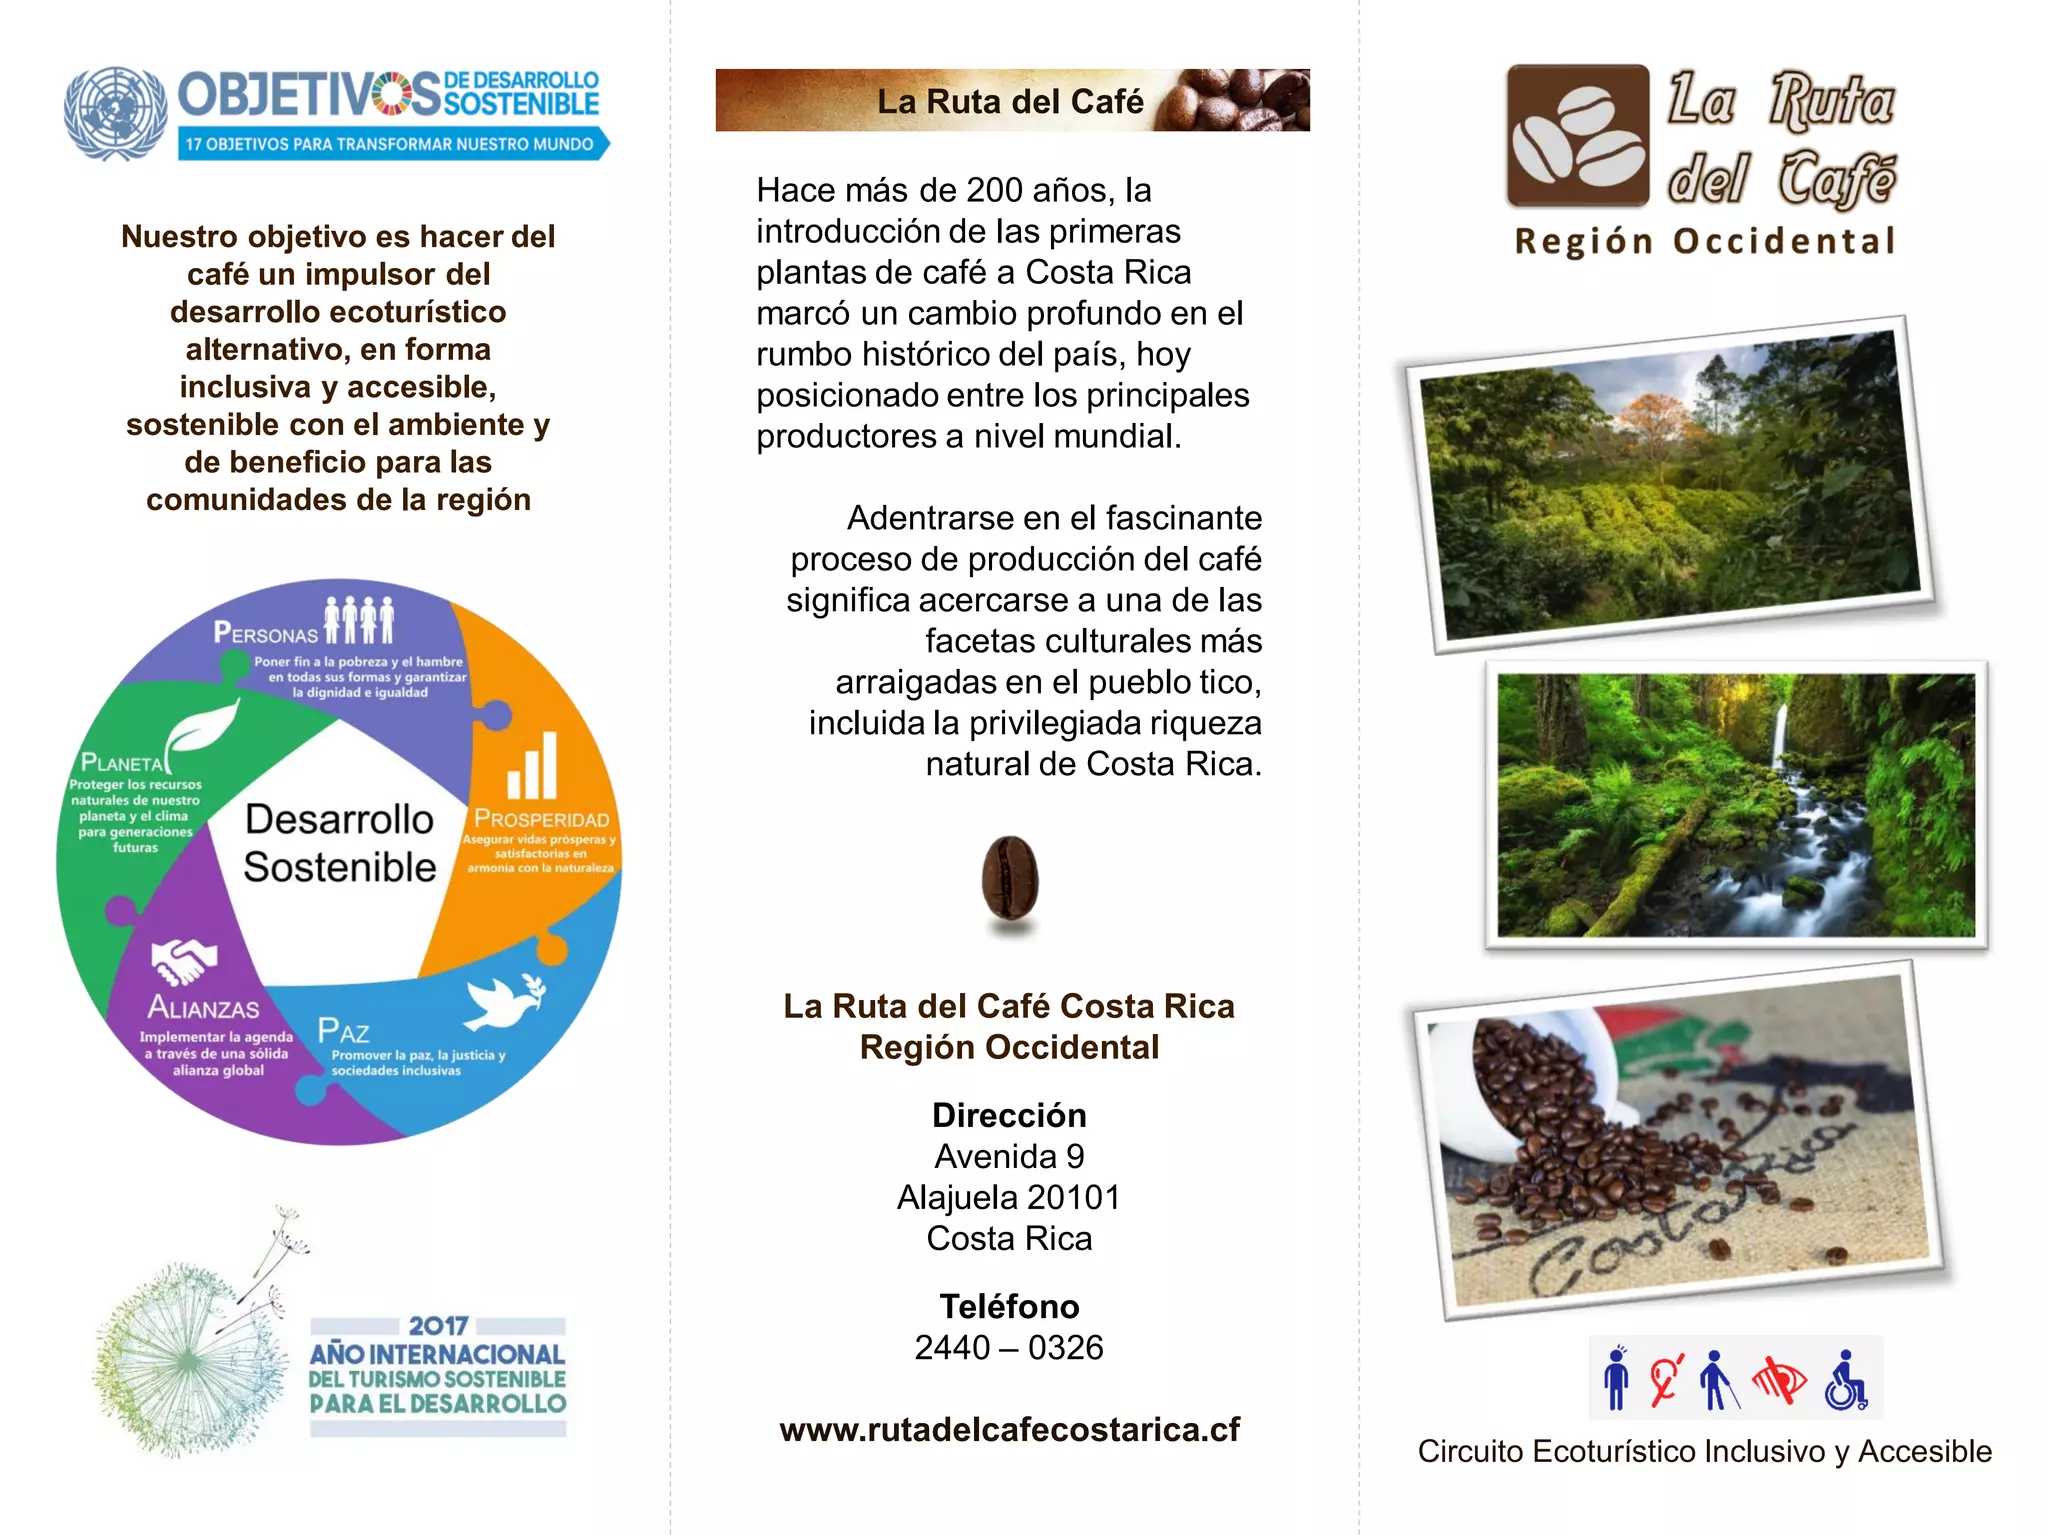 OBJETIVOS DE DESARROLLO
SOSTENIBLE
17 OBJETIVOS PARA TRANSFORMAR NUESTRO MUNDO
Nuestro objetivo es hacer del
café un impulsor del
desarrollo ecoturístico
alternativo, en forma
inclusiva y accesible,
sostenible con el ambiente y
de beneficio para las
comunidades de la región
PERSONAS
Poner fin a la pobreza y el hambre
en todas sus formas y garantizar
la dignidad e igualdad
PLANETA
Proteger los recursos
naturales de nuestro
planeta y el clima
para generaciones
futuras
PROSPERIDAD
Asegurar vidas prósperas y
satisfactorias en
armonía con la naturaleza
Desarrollo
Sostenible
ALIANZAS
Implementar la agenda
a través de una sólida
alianza global
PAZ
Promover la paz, la justicia y
sociedades inclusivas
2017
AÑO INTERNACIONAL
DEL TURISMO SOSTENIBLE
PARA EL DESARROLLO
La Ruta del Café
Hace más de 200 años, la
introducción de las primeras
plantas de café a Costa Rica
marcó un cambio profundo en el
rumbo histórico del país, hoy
posicionado entre los principales
productores a nivel mundial.
Adentrarse en el fascinante
proceso de producción del café
significa acercarse a una de las
facetas culturales más
arraigadas en el pueblo tico,
incluida la privilegiada riqueza
natural de Costa Rica.
La Ruta del Café Costa Rica
Región Occidental
Dirección
Avenida 9
Alajuela 20101
Costa Rica
Teléfono
2440 – 0326
www.rutadelcafecostarica.cf
La Ruta
del Café
Región Occidental
Costa Rica
Circuito Ecoturístico Inclusivo y Accesible